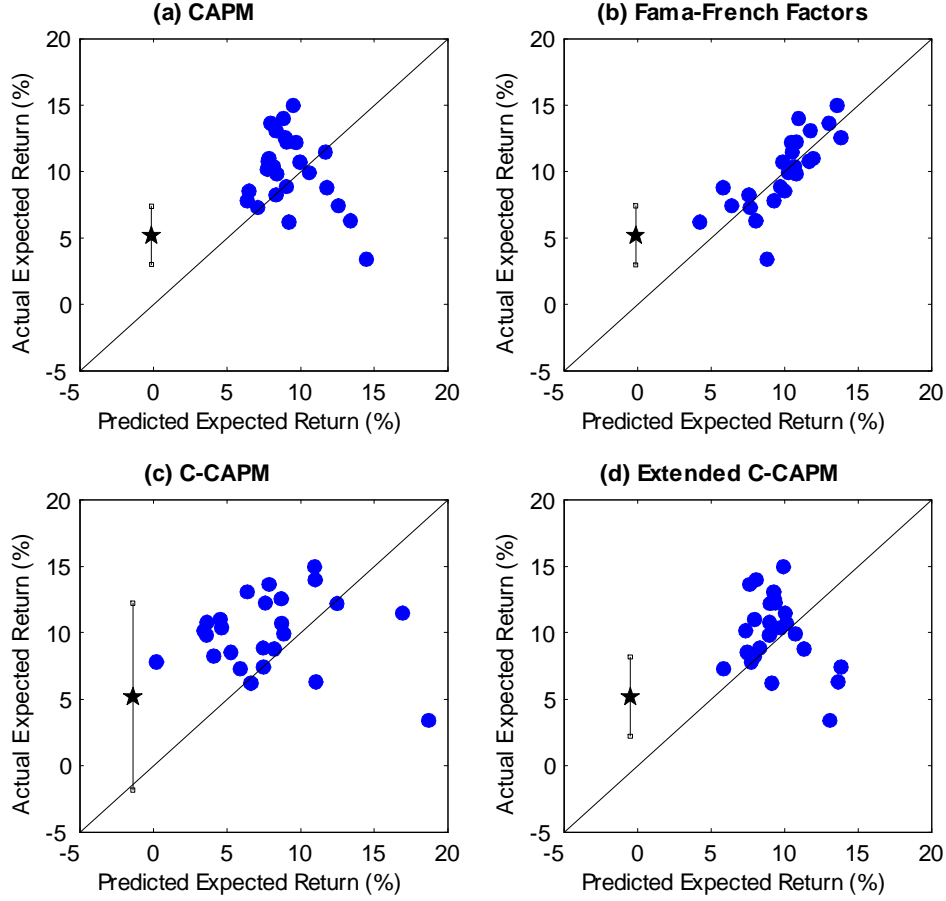 (a) CAPM
20
15
10
5
0
-5
Actual Expected Return (%)
-5 0 5 10 15 20
Predicted Expected Return (%)
(b) Fama-French Factors
20
15
10
5
0
-5
Actual Expected Return (%)
-5 0 5 10 15 20
Predicted Expected Return (%)
(c) C-CAPM
20
15
10
5
0
-5
Actual Expected Return (%)
-5 0 5 10 15 20
Predicted Expected Return (%)
(d) Extended C-CAPM
20
15
10
5
0
-5
Actual Expected Return (%)
-5 0 5 10 15 20
Predicted Expected Return (%)